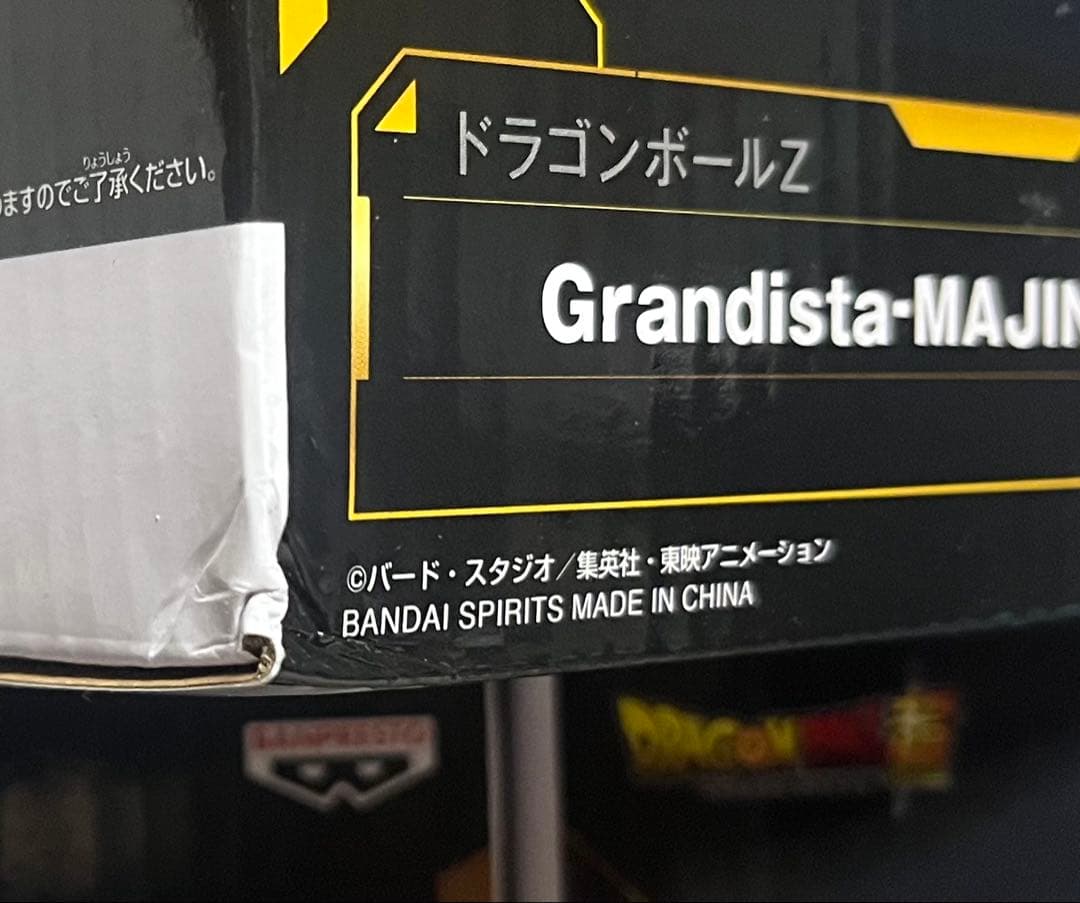 りょうしょう
ますのでご了承ください。
ドラゴンボールZ
Grandista-MAJIN
©バード・スタジオ／集英社・東映アニメーション
BANDAI SPIRITS MADE IN CHINA
BANPRESTO
DRAGON